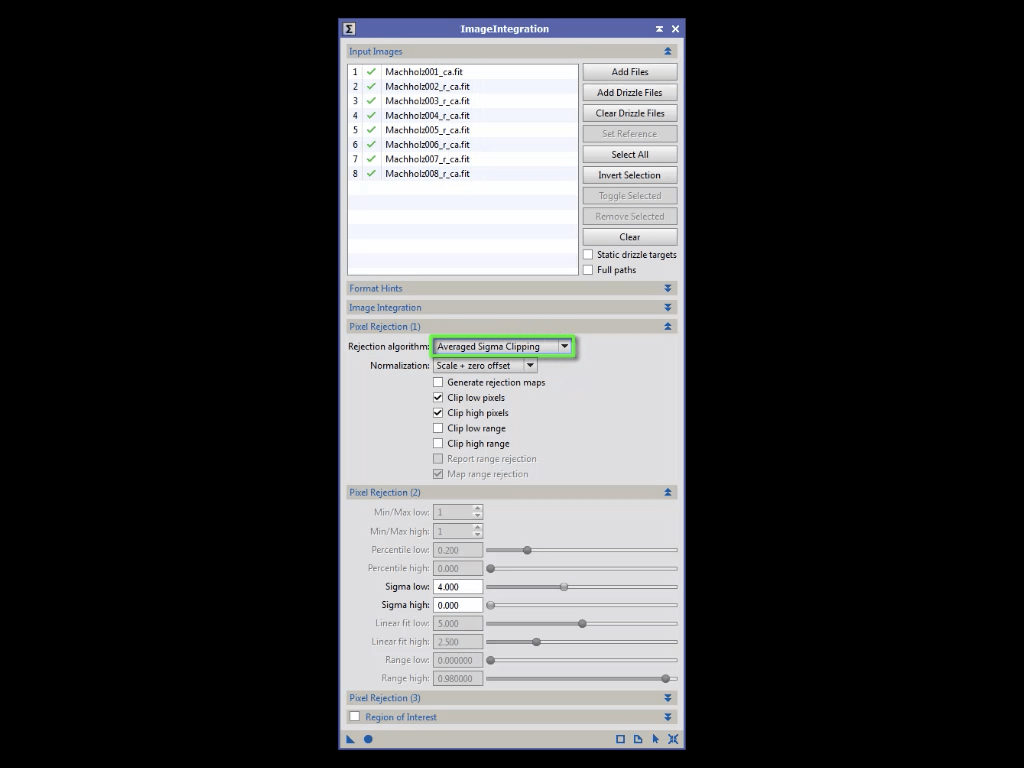 Σ ImageIntegration
Input Images
1 Machholz001_ca.fit
2 Machholz002_r_ca.fit
3 Machholz003_r_ca.fit
4 Machholz004_r_ca.fit
5 Machholz005_r_ca.fit
6 Machholz006_r_ca.fit
7 Machholz007_r_ca.fit
8 Machholz008_r_ca.fit
Add Files
Add Drizzle Files
Clear Drizzle Files
Set Reference
Select All
Invert Selection
Toggle Selected
Remove Selected
Clear
Static drizzle targets
Full paths
Format Hints
Image Integration
Pixel Rejection (1)
Rejection algorithm: Averaged Sigma Clipping
Normalization: Scale + zero offset
Generate rejection maps
Clip low pixels
Clip high pixels
Clip low range
Clip high range
Report range rejection
Map range rejection
Pixel Rejection (2)
Min/Max low: 1
Min/Max high: 1
Percentile low: 0.200
Percentile high: 0.000
Sigma low: 4.000
Sigma high: 0.000
Linear fit low: 5.000
Linear fit high: 2.500
Range low: 0.000000
Range high: 0.980000
Pixel Rejection (3)
Region of Interest